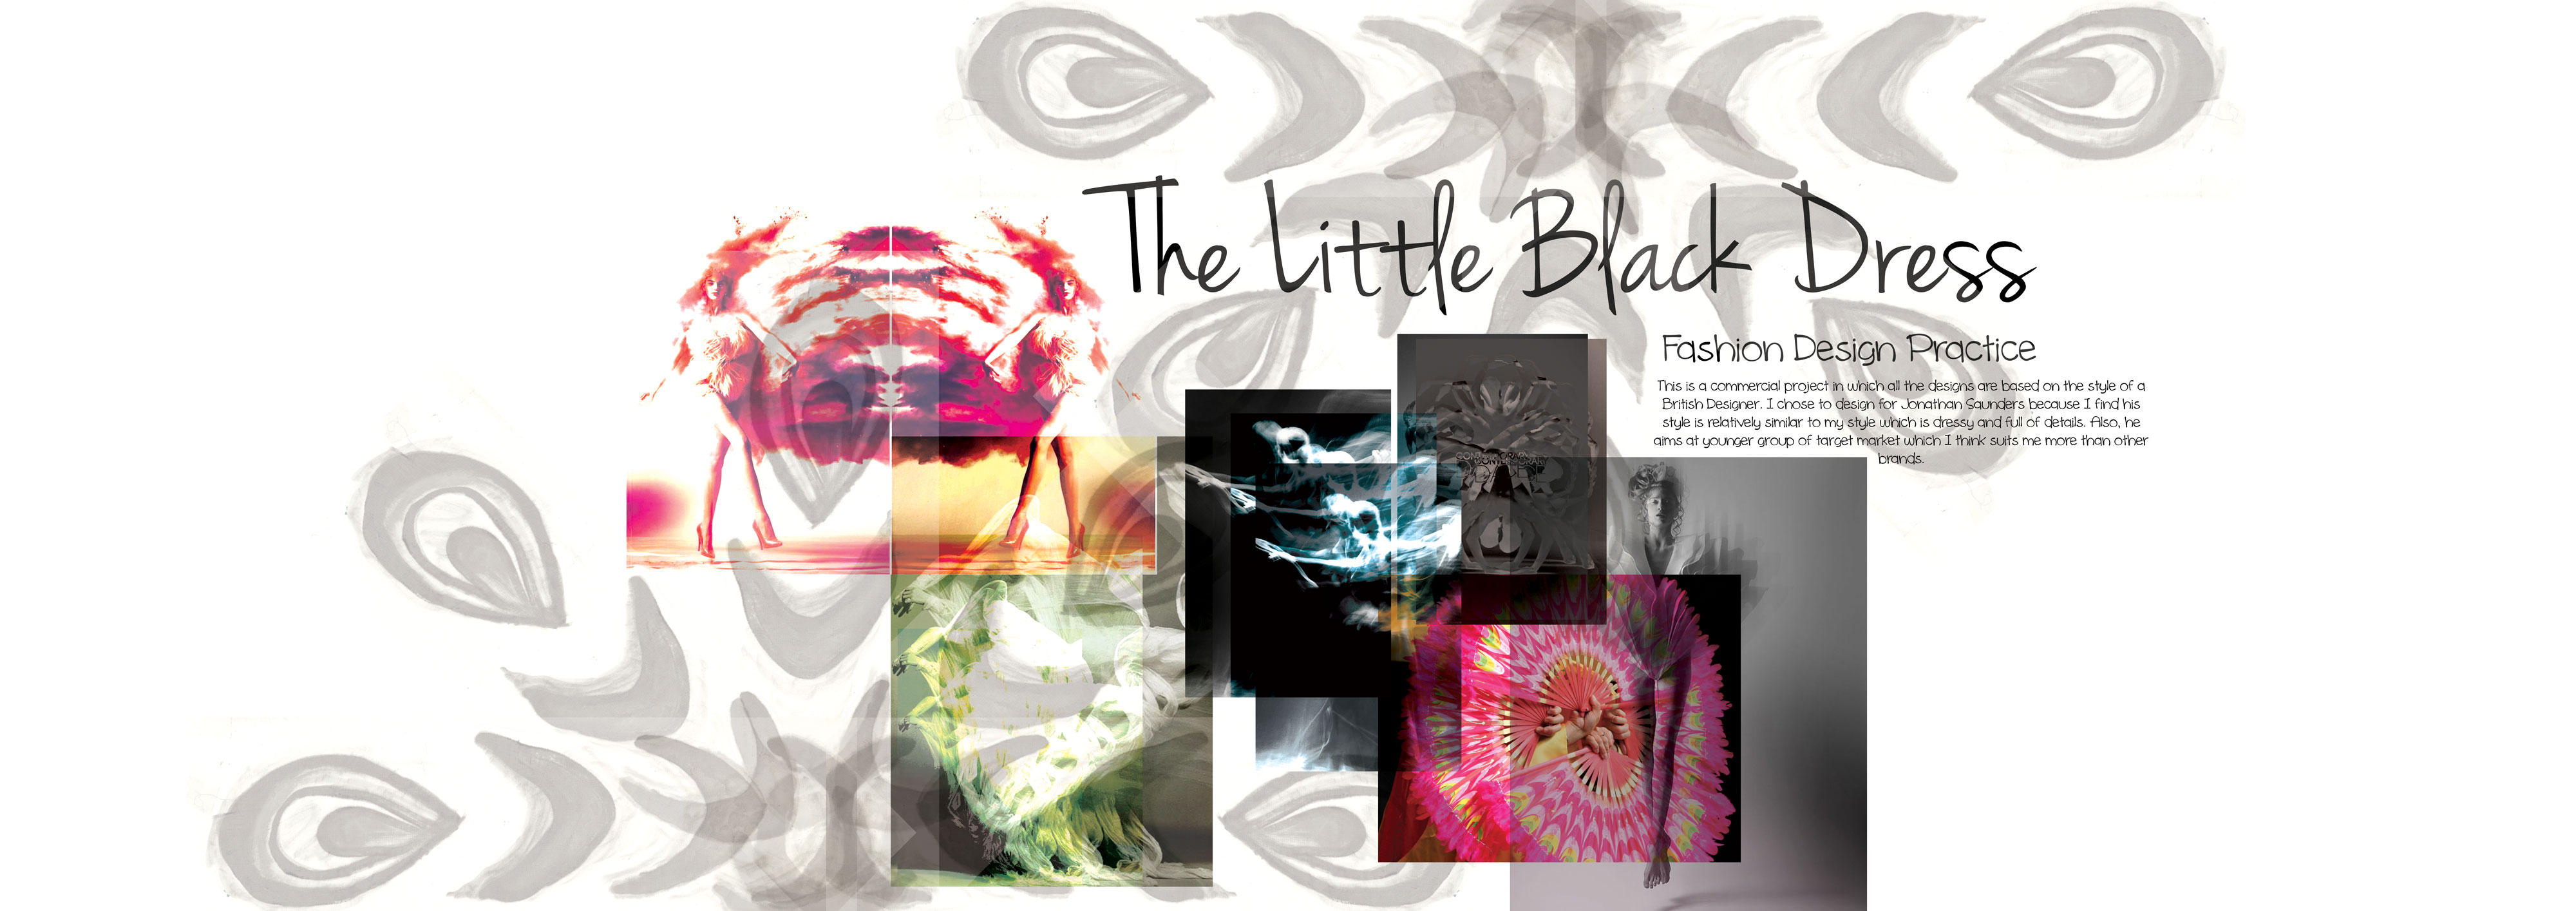 The Little Black Dress
Fashion Design Practice
This is a commercial project in which all the designs are based on the style of a
British Designer. I chose to design for Jonathan Saunders because I find his
style is relatively similar to my style which is dressy and full of details. Also, he
aims at younger group of target market which I think suits me more than other
brands.